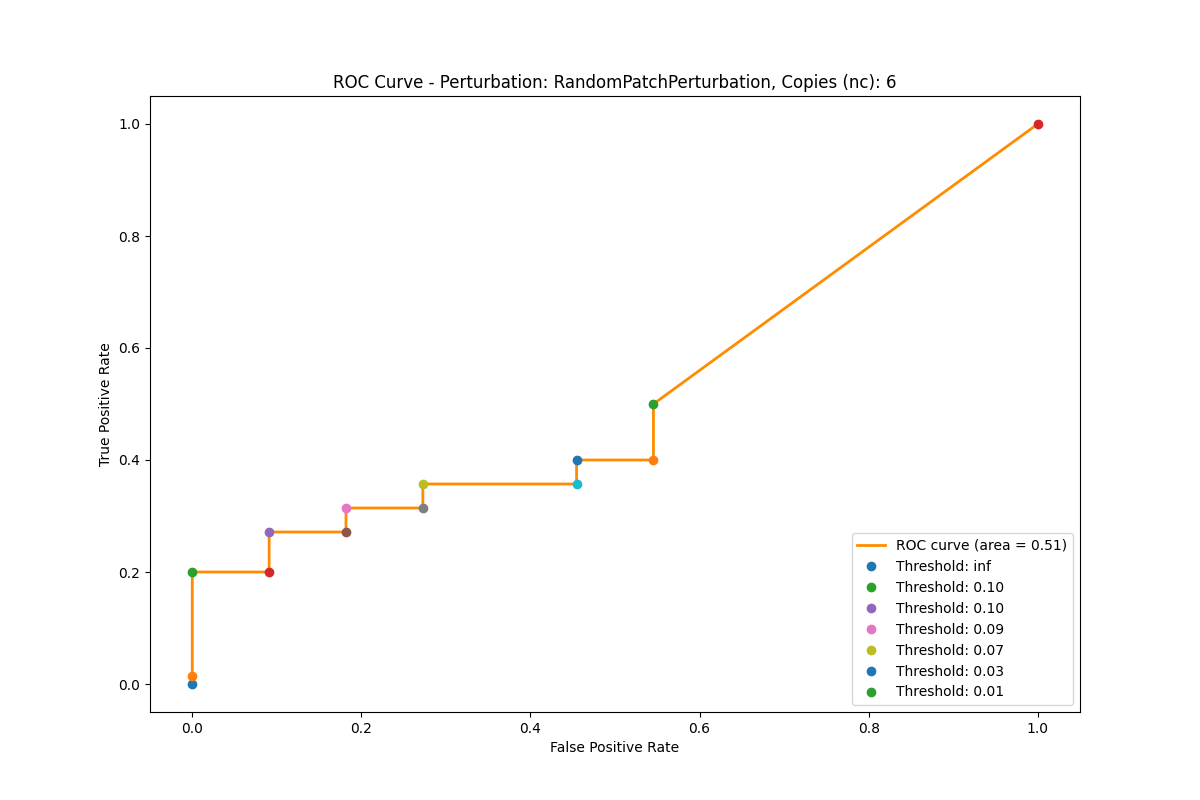 ROC Curve - Perturbation: RandomPatchPerturbation, Copies (nc): 6
1.0
0.8
0.6
0.4
0.2
0.0
True Positive Rate
0.0 0.2 0.4 0.6 0.8 1.0
False Positive Rate
ROC curve (area = 0.51)
Threshold: inf
Threshold: 0.10
Threshold: 0.10
Threshold: 0.09
Threshold: 0.07
Threshold: 0.03
Threshold: 0.01